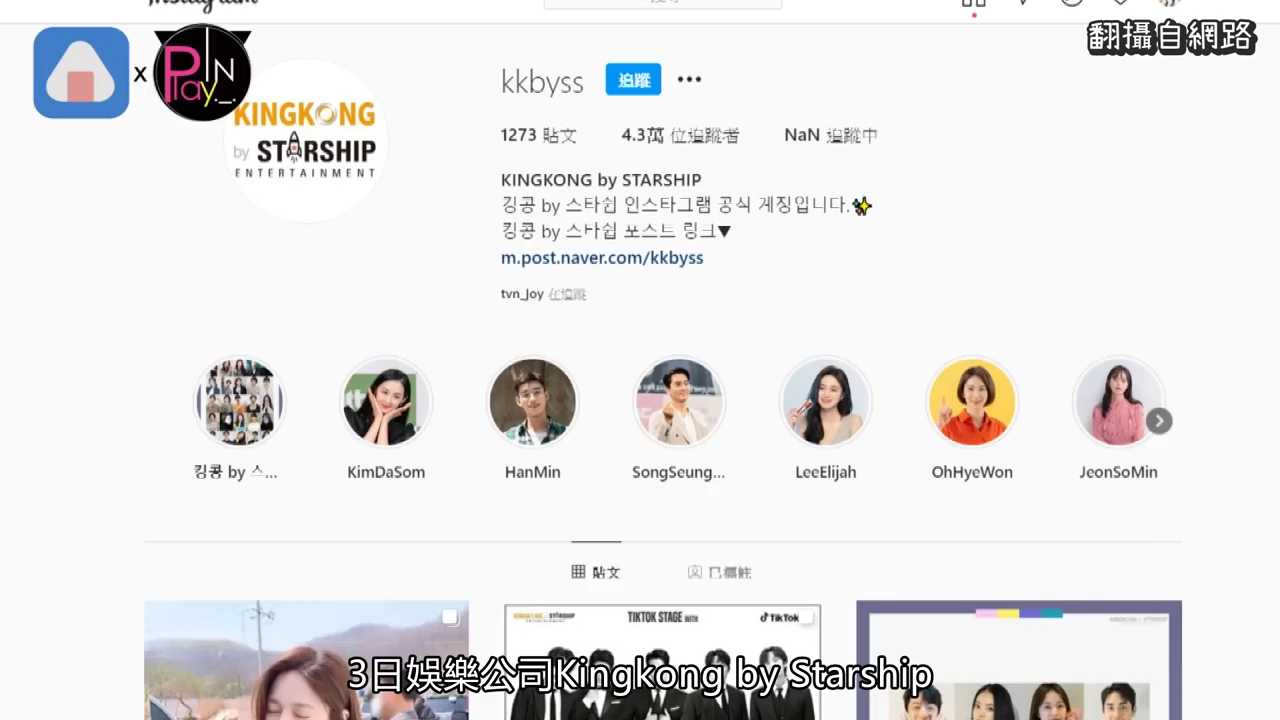 Instagram
翻攝自網路
x
Play IN
KINGKONG
by STARSHIP
ENTERTAINMENT
kkbyss
追蹤
1273 貼文
4.3萬 位追蹤者
NaN 追蹤中
KINGKONG by STARSHIP
킹콩 by 스타쉽 인스타그램 공식 계정입니다.✨
킹콩 by 스타쉽 포스트 링크▼
m.post.naver.com/kkbyss
tvn_joy 在追蹤
킹콩 by 스...
KimDaSom
HanMin
SongSeung...
LeeElijah
OhHyeWon
JeonSoMin
貼文
已標註
TIKTOK STAGE WITH
TikTok
3日娛樂公司Kingkong by Starship